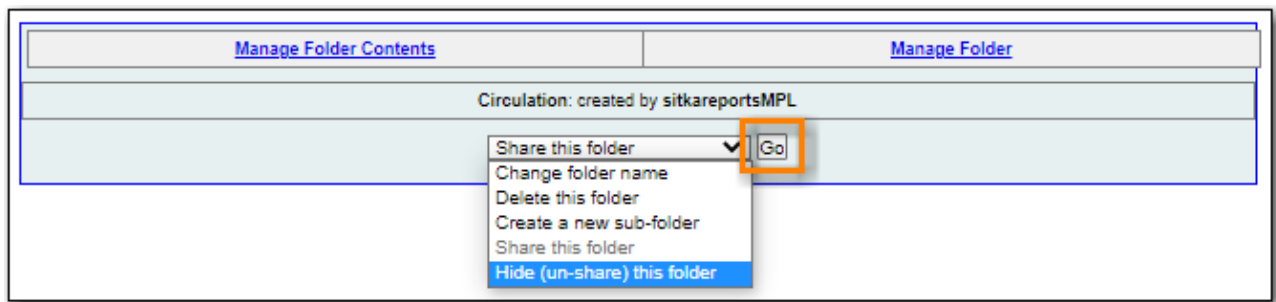 Manage Folder Contents
Manage Folder
Circulation: created by sitkareportsMPL
Share this folder
Go
Change folder name
Delete this folder
Create a new sub-folder
Share this folder
Hide (un-share) this folder